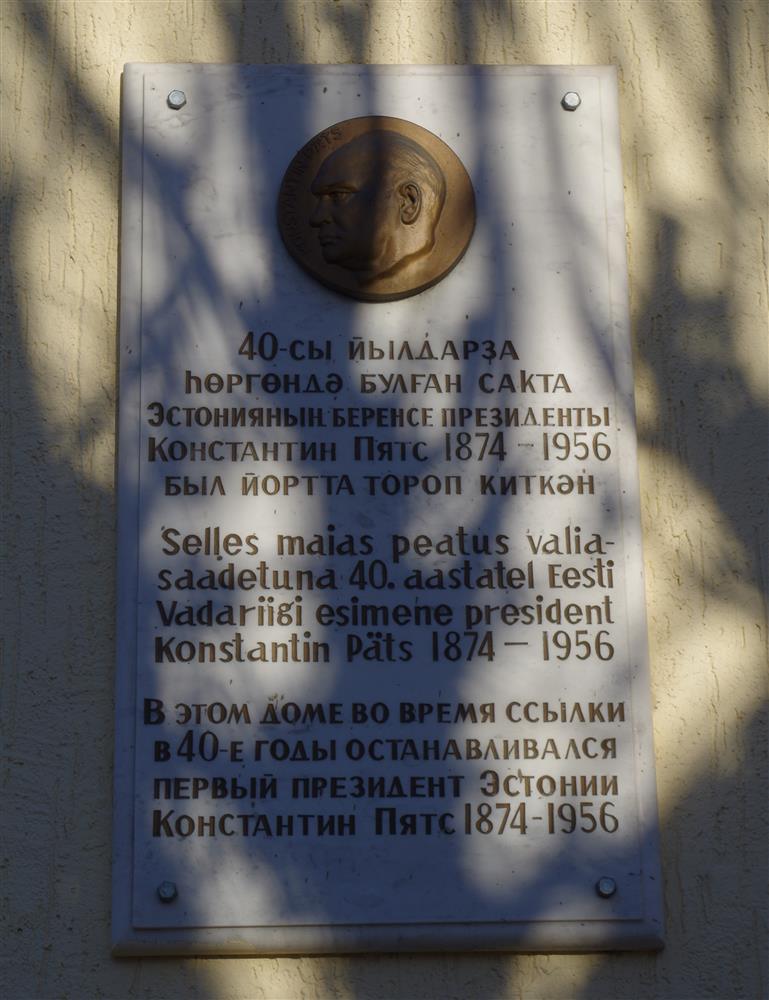 KONSTANTIN PÄTS
40-СЫ ЙЫЛДАРҘА
ҺӨРГӨНДӘ БУЛҒАН САКТА
ЭСТОНИЯНЫҢ БЕРЕНСЕ ПРЕЗИДЕНТЫ
КОНСТАНТИН ПЯТС 1874 - 1956
БЫЛ ЙОРТТА ТОРОП КИТКӘН
Selles maias peatus valia-
saadetuna 40. aastatel Eesti
Vadariigi esimene president
Konstantin Päts 1874 – 1956
В ЭТОМ ДОМЕ ВО ВРЕМЯ ССЫЛКИ
В 40-Е ГОДЫ ОСТАНАВЛИВАЛСЯ
ПЕРВЫЙ ПРЕЗИДЕНТ ЭСТОНИИ
КОНСТАНТИН ПЯТС 1874-1956